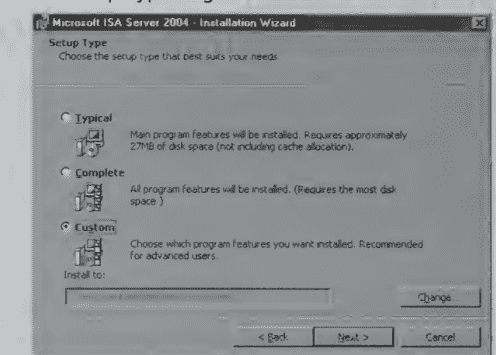 Microsoft ISA Server 2004 - Installation Wizard
Setup Type
Choose the setup type that best suits your needs
Typical
Main program features will be installed. Requires approximately
27MB of disk space (not including cache allocation).
Complete
All program features will be installed. (Requires the most disk
space.)
Custom
Choose which program features you want installed. Recommended
for advanced users.
Install to:
Change...
< Back
Next >
Cancel